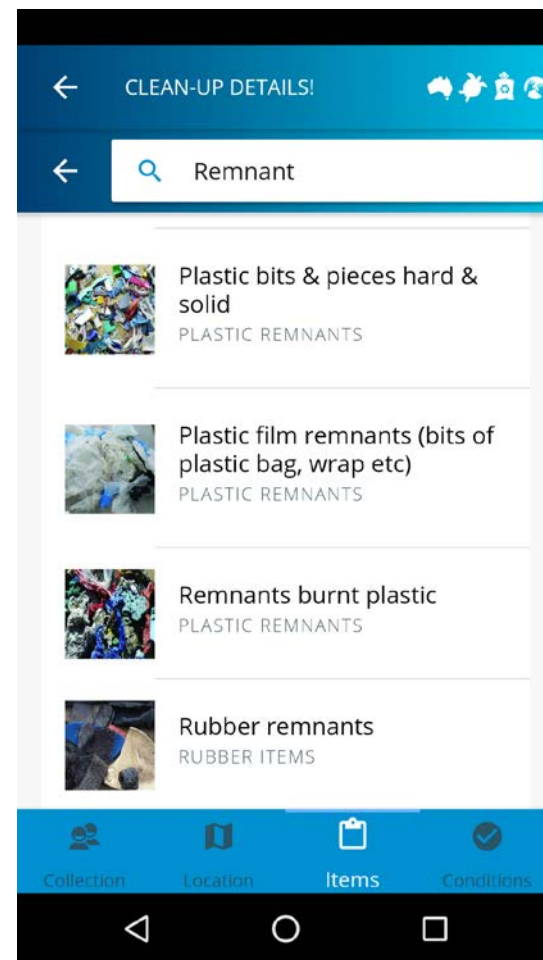 CLEAN-UP DETAILS!
Remnant
Plastic bits & pieces hard &
solid
PLASTIC REMNANTS
Plastic film remnants (bits of
plastic bag, wrap etc)
PLASTIC REMNANTS
Remnants burnt plastic
PLASTIC REMNANTS
Rubber remnants
RUBBER ITEMS
Collection Location Items Conditions